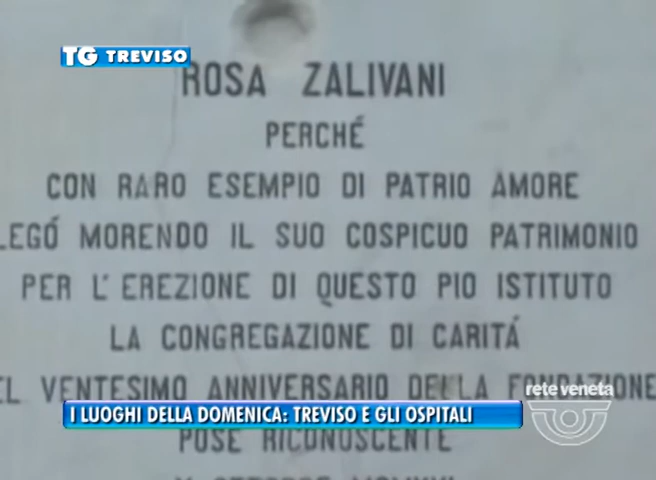 TG TREVISO
ROSA ZALIVANI
PERCHÉ
CON RARO ESEMPIO DI PATRIO AMORE
LEGÓ MORENDO IL SUO COSPICUO PATRIMONIO
PER L'EREZIONE DI QUESTO PIO ISTITUTO
LA CONGREGAZIONE DI CARITÁ
EL VENTESIMO ANNIVERSARIO DELLA FONDAZIONE
rete veneta
I LUOGHI DELLA DOMENICA: TREVISO E GLI OSPITALI
POSE RICONOSCENTE